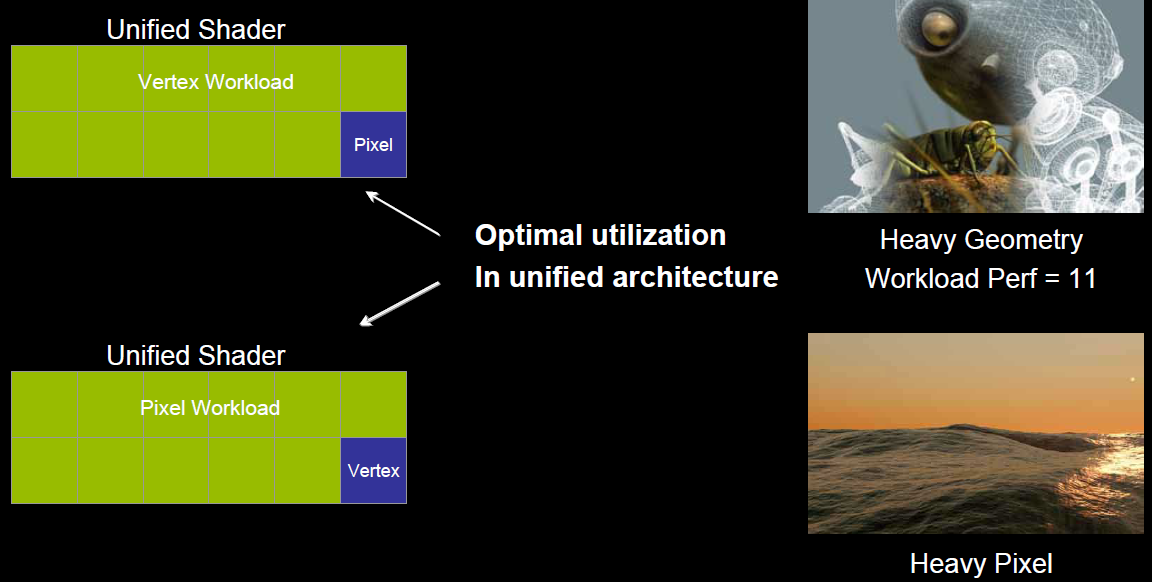 Unified Shader
Vertex Workload
Pixel
Optimal utilization
In unified architecture
Heavy Geometry
Workload Perf = 11
Unified Shader
Pixel Workload
Vertex
Heavy Pixel